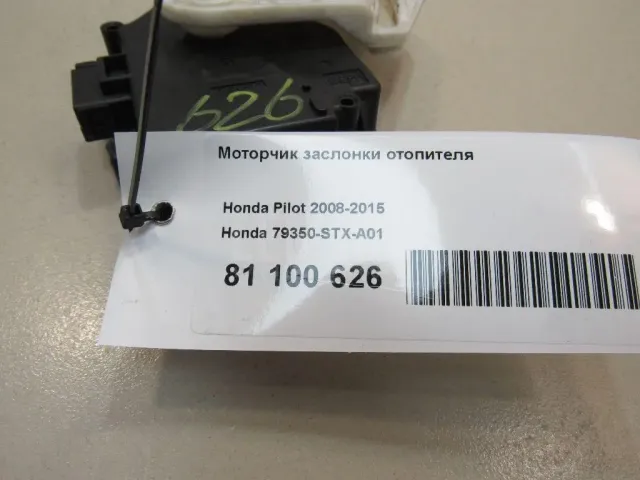 626
Моторчик заслонки отопителя
Honda Pilot 2008-2015
Honda 79350-STX-A01
81 100 626